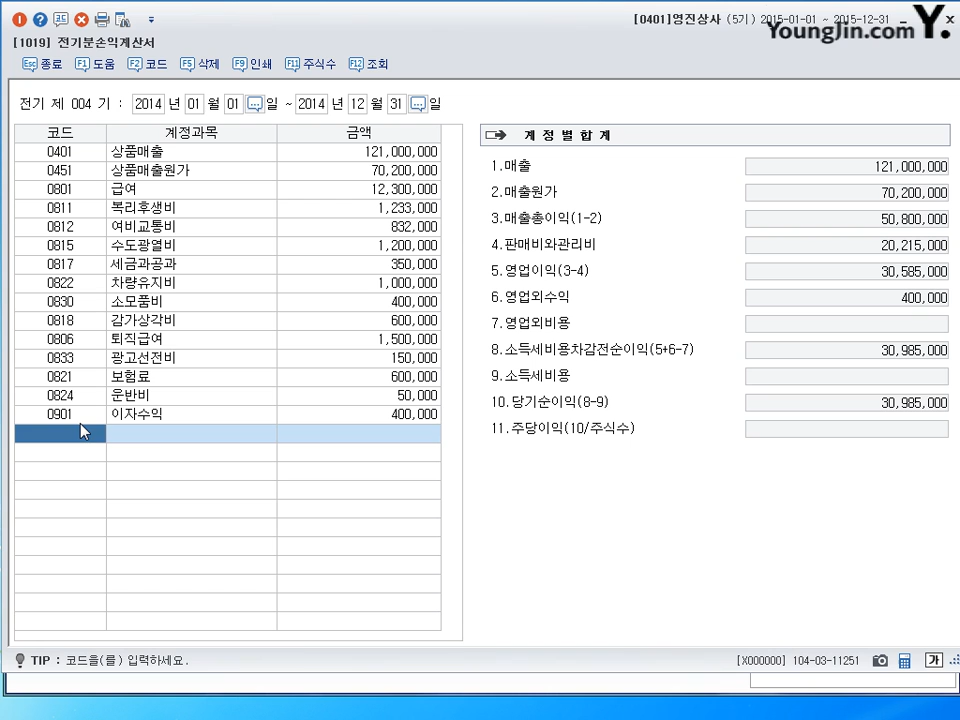 [0401]영진상사 (5기) 2015-01-01 ~ 2015-12-31
YoungJin.com Y.
[1019] 전기분손익계산서
Esc 종료 F1 도움 F2 코드 F5 삭제 F9 인쇄 F11 주식수 F12 조회
전기 제 004 기 : 2014 년 01 월 01 일 ~ 2014 년 12 월 31 일
코드 계정과목 금액
0401 상품매출 121,000,000
0451 상품매출원가 70,200,000
0801 급여 12,300,000
0811 복리후생비 1,233,000
0812 여비교통비 832,000
0815 수도광열비 1,200,000
0817 세금과공과 350,000
0822 차량유지비 1,000,000
0830 소모품비 400,000
0818 감가상각비 600,000
0806 퇴직급여 1,500,000
0833 광고선전비 150,000
0821 보험료 600,000
0824 운반비 50,000
0901 이자수익 400,000
계 정 별 합 계
1.매출 121,000,000
2.매출원가 70,200,000
3.매출총이익(1-2) 50,800,000
4.판매비와관리비 20,215,000
5.영업이익(3-4) 30,585,000
6.영업외수익 400,000
7.영업외비용
8.소득세비용차감전순이익(5+6-7) 30,985,000
9.소득세비용
10.당기순이익(8-9) 30,985,000
11.주당이익(10/주식수)
TIP : 코드을(를) 입력하세요.
[X000000] 104-03-11251 가